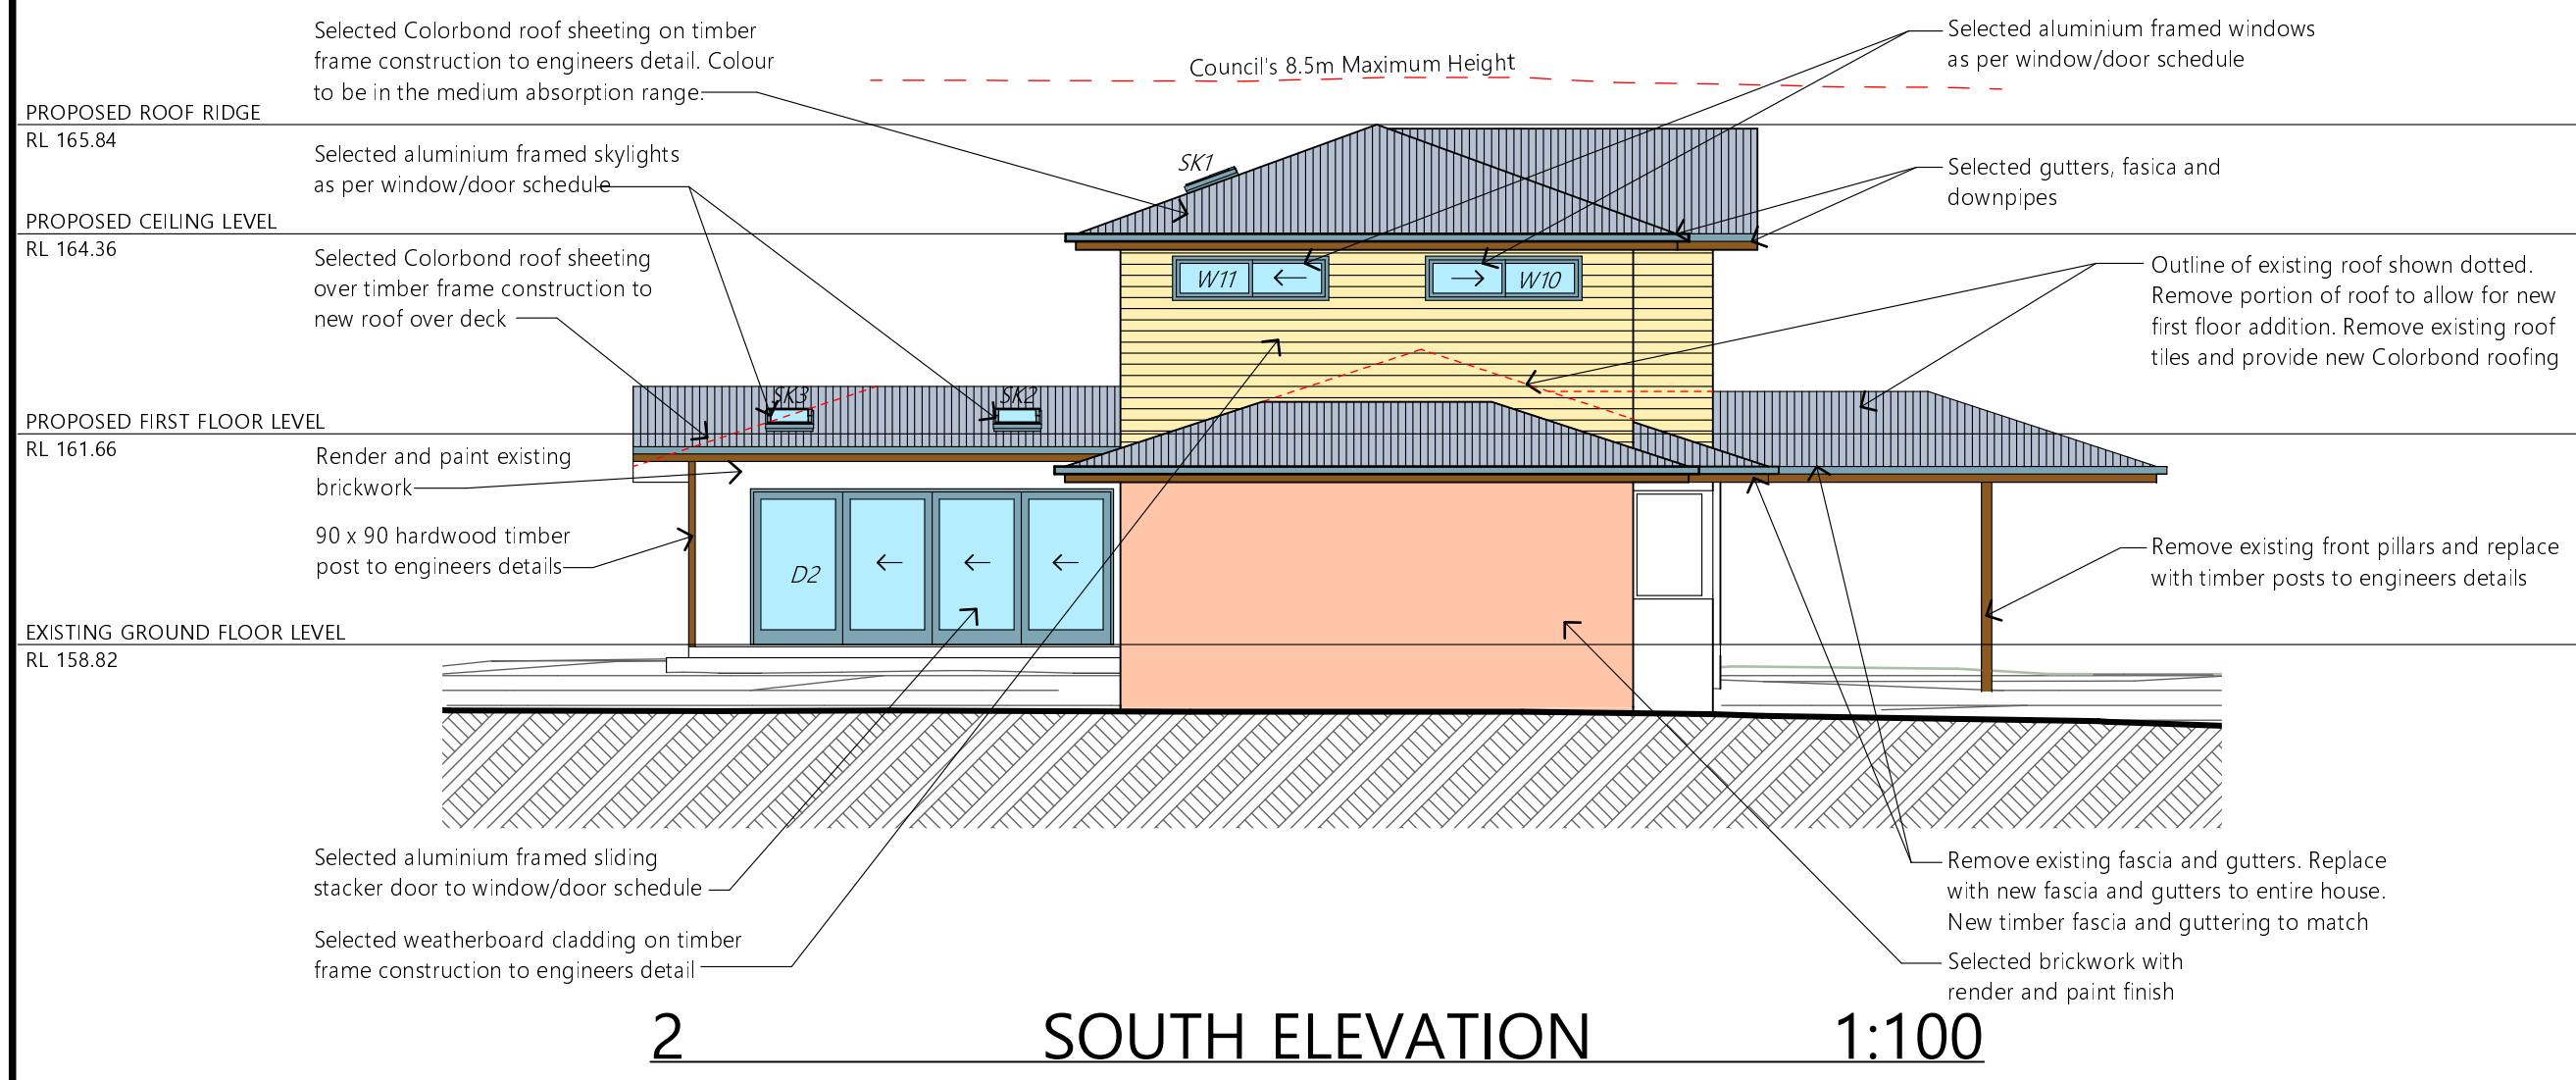 Selected Colorbond roof sheeting on timber
frame construction to engineers detail. Colour
to be in the medium absorption range.
Council's 8.5m Maximum Height
Selected aluminium framed windows
as per window/door schedule
PROPOSED ROOF RIDGE
RL 165.84
Selected aluminium framed skylights
as per window/door schedule
SK1
Selected gutters, fasica and
downpipes
PROPOSED CEILING LEVEL
RL 164.36
Selected Colorbond roof sheeting
over timber frame construction to
new roof over deck
W11
W10
Outline of existing roof shown dotted.
Remove portion of roof to allow for new
first floor addition. Remove existing roof
tiles and provide new Colorbond roofing
SK3
SK2
PROPOSED FIRST FLOOR LEVEL
RL 161.66
Render and paint existing
brickwork
90 x 90 hardwood timber
post to engineers details
D2
Remove existing front pillars and replace
with timber posts to engineers details
EXISTING GROUND FLOOR LEVEL
RL 158.82
Selected aluminium framed sliding
stacker door to window/door schedule
Selected weatherboard cladding on timber
frame construction to engineers detail
Remove existing fascia and gutters. Replace
with new fascia and gutters to entire house.
New timber fascia and guttering to match
Selected brickwork with
render and paint finish
2 SOUTH ELEVATION 1:100